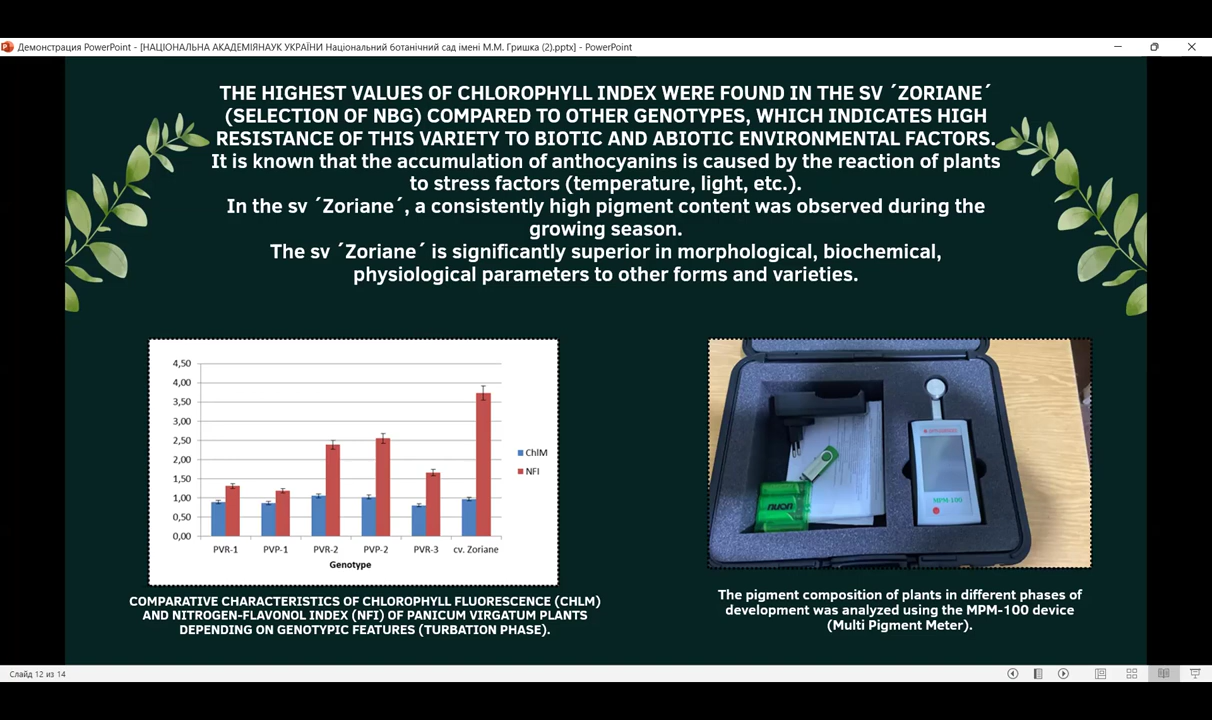 Демонстрация PowerPoint - [НАЦІОНАЛЬНА АКАДЕМІЯНАУК УКРАЇНИ Національний ботанічний сад імені М.М. Гришка (2).pptx] - PowerPoint
THE HIGHEST VALUES OF CHLOROPHYLL INDEX WERE FOUND IN THE SV ´ZORIANE´
(SELECTION OF NBG) COMPARED TO OTHER GENOTYPES, WHICH INDICATES HIGH
RESISTANCE OF THIS VARIETY TO BIOTIC AND ABIOTIC ENVIRONMENTAL FACTORS.
It is known that the accumulation of anthocyanins is caused by the reaction of plants
to stress factors (temperature, light, etc.).
In the sv ´Zoriane´, a consistently high pigment content was observed during the
growing season.
The sv ´Zoriane´ is significantly superior in morphological, biochemical,
physiological parameters to other forms and varieties.
4,50
4,00
3,50
3,00
2,50
2,00
1,50
1,00
0,50
0,00
PVR-1 PVP-1 PVR-2 PVP-2 PVR-3 cv. Zoriane
Genotype
ChlM
NFI
COMPARATIVE CHARACTERISTICS OF CHLOROPHYLL FLUORESCENCE (CHLM)
AND NITROGEN-FLAVONOL INDEX (NFI) OF PANICUM VIRGATUM PLANTS
DEPENDING ON GENOTYPIC FEATURES (TURBATION PHASE).
MPM-100
The pigment composition of plants in different phases of
development was analyzed using the MPM-100 device
(Multi Pigment Meter).
Слайд 12 из 14